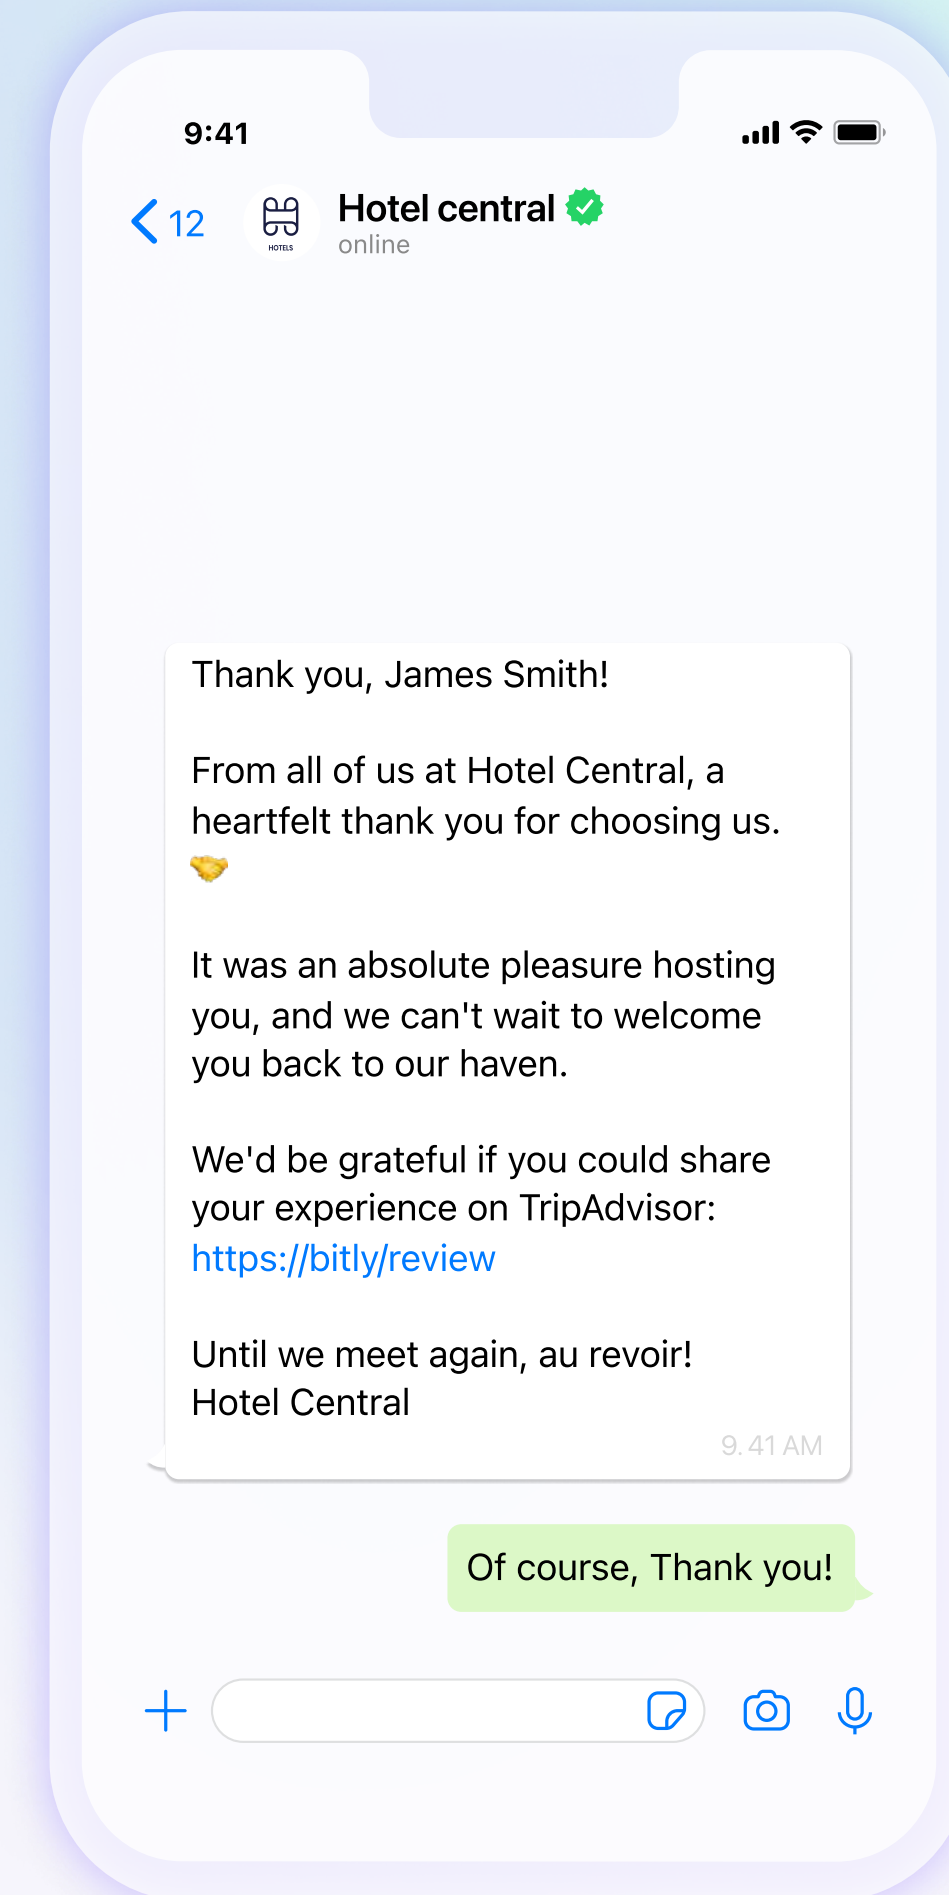 9:41
12
HOTELS
Hotel central
online
Thank you, James Smith!
From all of us at Hotel Central, a
heartfelt thank you for choosing us.
🤝
It was an absolute pleasure hosting
you, and we can't wait to welcome
you back to our haven.
We'd be grateful if you could share
your experience on TripAdvisor:
https://bitly/review
Until we meet again, au revoir!
Hotel Central
9.41 AM
Of course, Thank you!